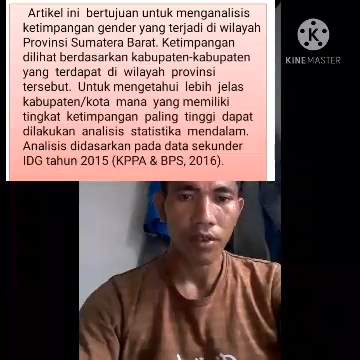 Artikel ini bertujuan untuk menganalisis
ketimpangan gender yang terjadi di wilayah
Provinsi Sumatera Barat. Ketimpangan
dilihat berdasarkan kabupaten-kabupaten
yang terdapat di wilayah provinsi
tersebut. Untuk mengetahui lebih jelas
kabupaten/kota mana yang memiliki
tingkat ketimpangan paling tinggi dapat
dilakukan analisis statistika mendalam.
Analisis didasarkan pada data sekunder
IDG tahun 2015 (KPPA & BPS, 2016).
K
KINEMASTER